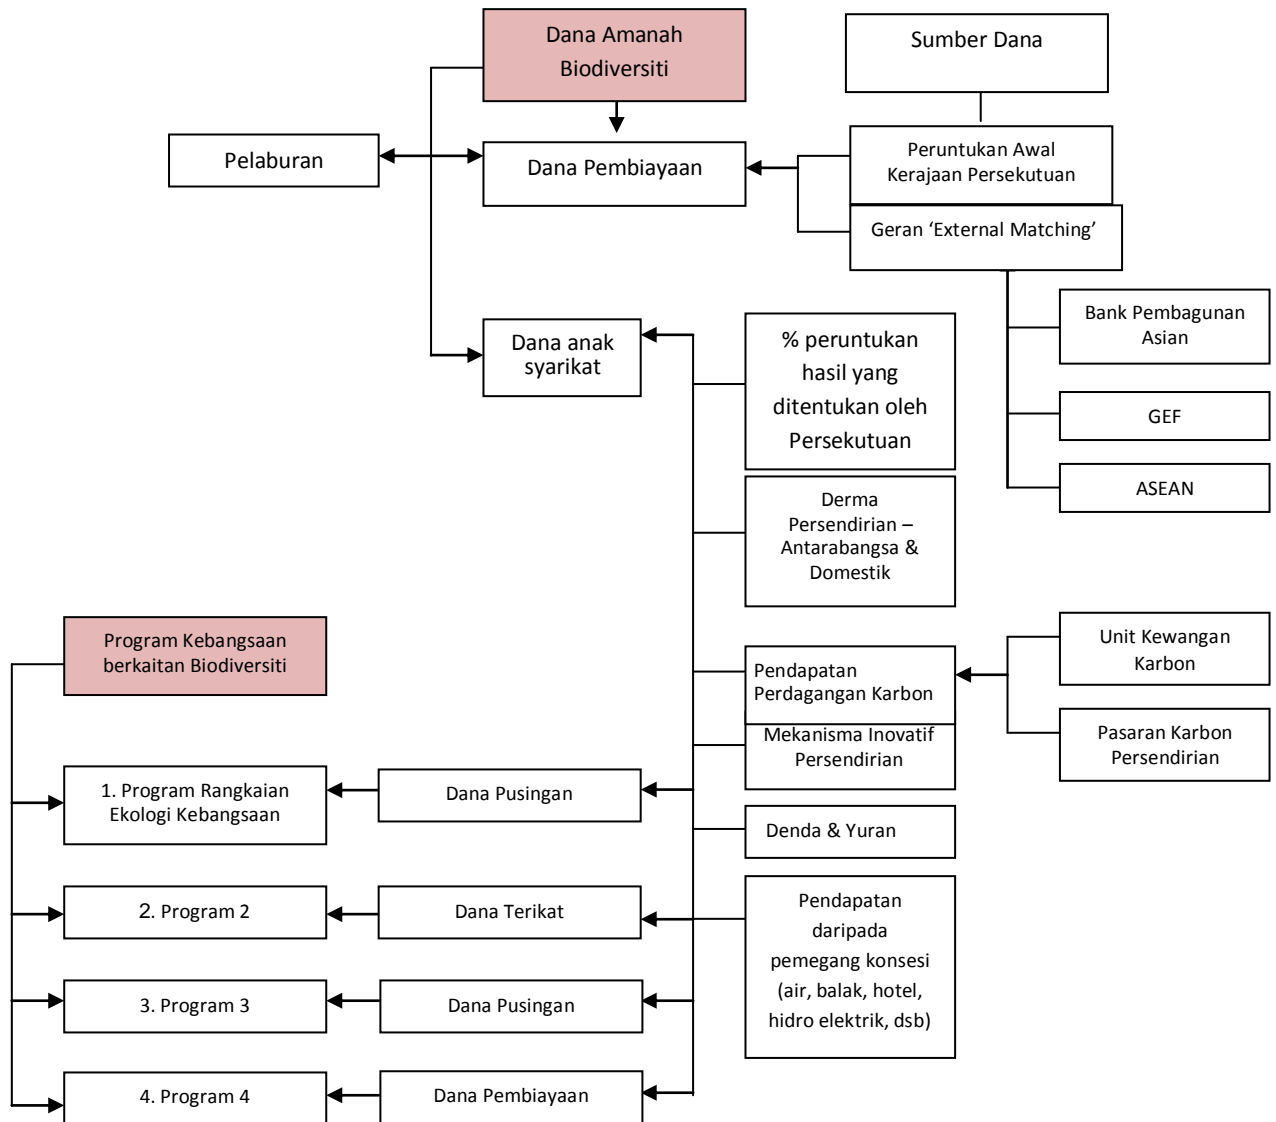 Dana Amanah
Biodiversiti
Sumber Dana
Pelaburan
Dana Pembiayaan
Peruntukan Awal
Kerajaan Persekutuan
Geran ‘External Matching’
Bank Pembagunan
Asian
GEF
ASEAN
Dana anak
syarikat
% peruntukan
hasil yang
ditentukan oleh
Persekutuan
Derma
Persendirian –
Antarabangsa &
Domestik
Program Kebangsaan
berkaitan Biodiversiti
Pendapatan
Perdagangan Karbon
Unit Kewangan
Karbon
Pasaran Karbon
Persendirian
Mekanisma Inovatif
Persendirian
1. Program Rangkaian
Ekologi Kebangsaan
Dana Pusingan
Denda & Yuran
2. Program 2
Dana Terikat
Pendapatan
daripada
pemegang konsesi
(air, balak, hotel,
hidro elektrik, dsb)
3. Program 3
Dana Pusingan
4. Program 4
Dana Pembiayaan